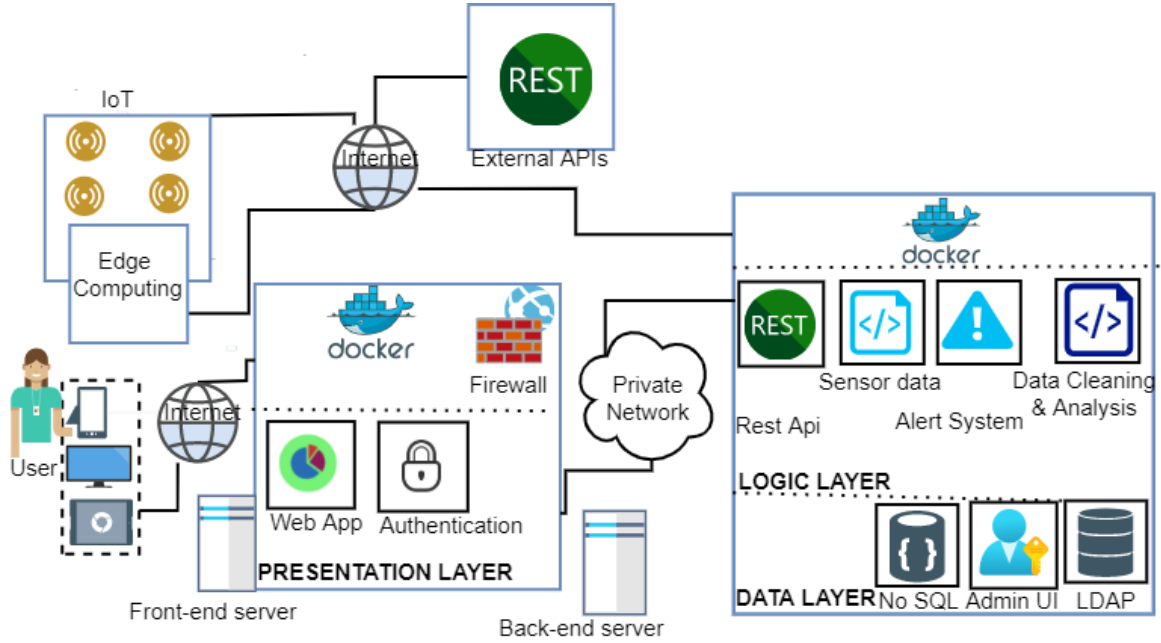 REST
External APIs
IoT
Internet
Edge
Computing
docker
Firewall
Private
Network
docker
REST
</>
</>
Sensor data
Data Cleaning
& Analysis
Rest Api
Alert System
LOGIC LAYER
User
Internet
Web App
Authentication
PRESENTATION LAYER
Front-end server
Back-end server
{ }
DATA LAYER
No SQL
Admin UI
LDAP